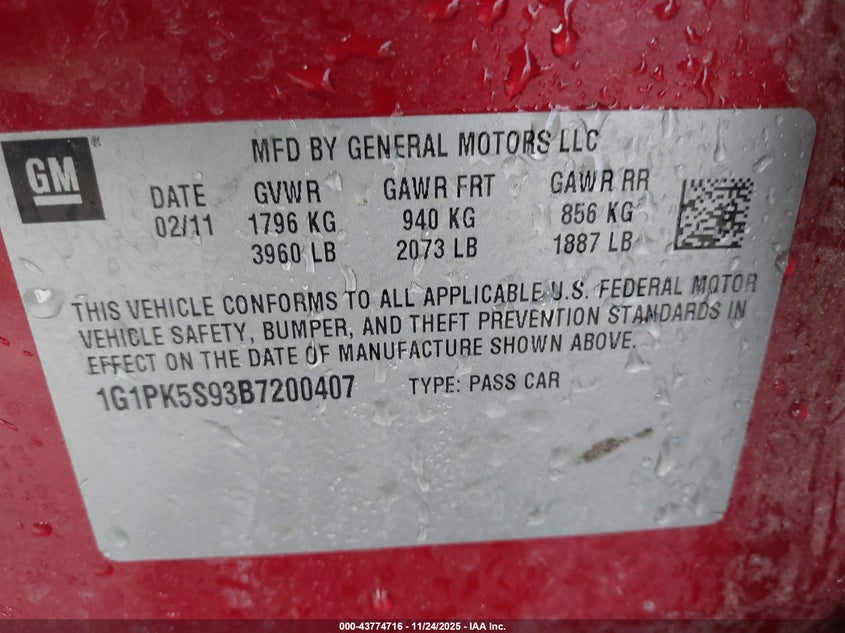 GM®
MFD BY GENERAL MOTORS LLC
DATE GVWR GAWR FRT GAWR RR
02/11 1796 KG 940 KG 856 KG
3960 LB 2073 LB 1887 LB
THIS VEHICLE CONFORMS TO ALL APPLICABLE U.S. FEDERAL MOTOR
VEHICLE SAFETY, BUMPER, AND THEFT PREVENTION STANDARDS IN
EFFECT ON THE DATE OF MANUFACTURE SHOWN ABOVE.
1G1PK5S93B7200407 TYPE: PASS CAR
000-43774716 - 11/24/2025 - IAA Inc.